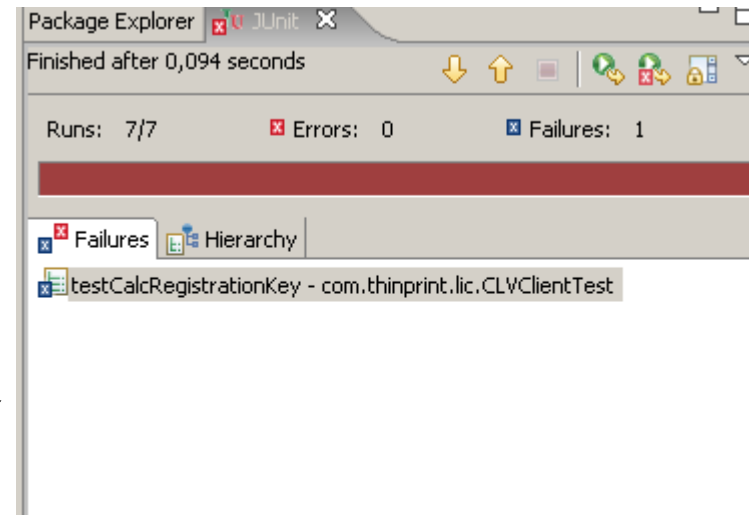 Package Explorer JUnit
Finished after 0,094 seconds
Runs: 7/7 Errors: 0 Failures: 1
Failures Hierarchy
testCalcRegistrationKey - com.thinprint.lic.CLVClientTest